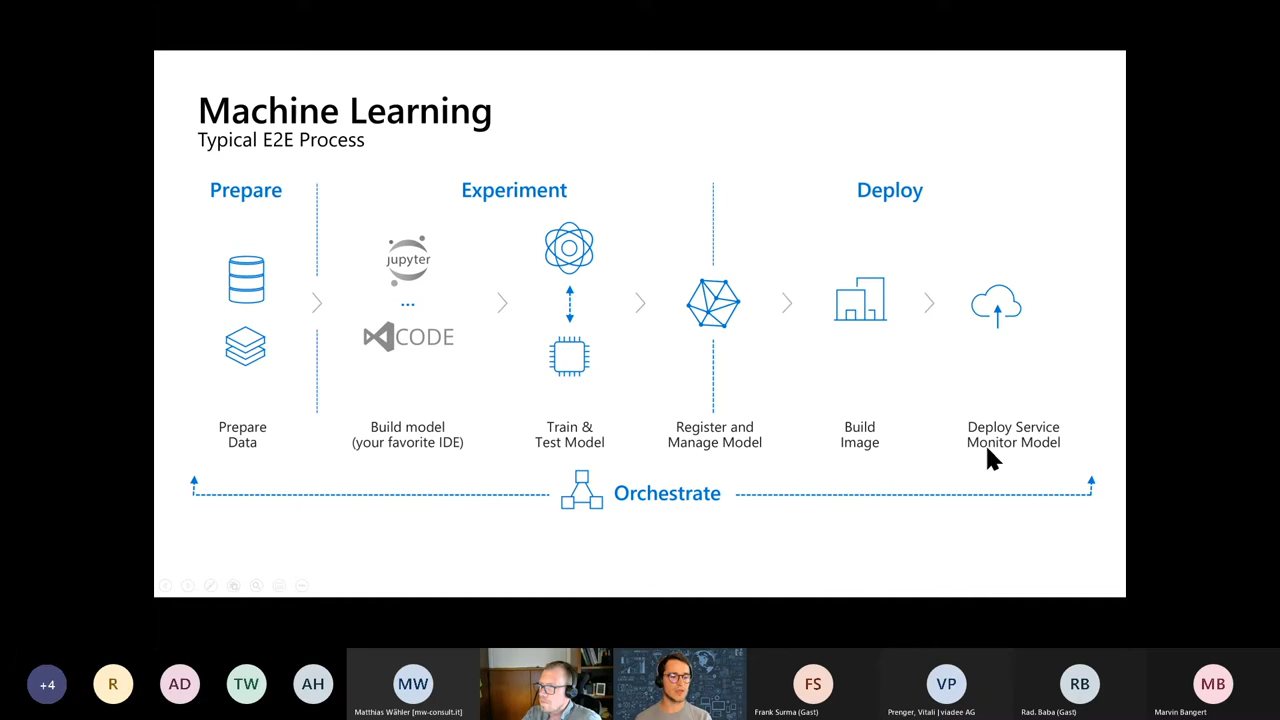 Machine Learning
Typical E2E Process
Prepare
Experiment
Deploy
jupyter
...
CODE
Prepare
Data
Build model
(your favorite IDE)
Train &
Test Model
Register and
Manage Model
Build
Image
Deploy Service
Monitor Model
Orchestrate
+4
R
AD
TW
AH
MW
Matthias Wähler [mw-consult.it]
FS
Frank Surma (Gast)
VP
Prenger, Vitali | viadee AG
RB
Rad. Baba (Gast)
MB
Marvin Bangert